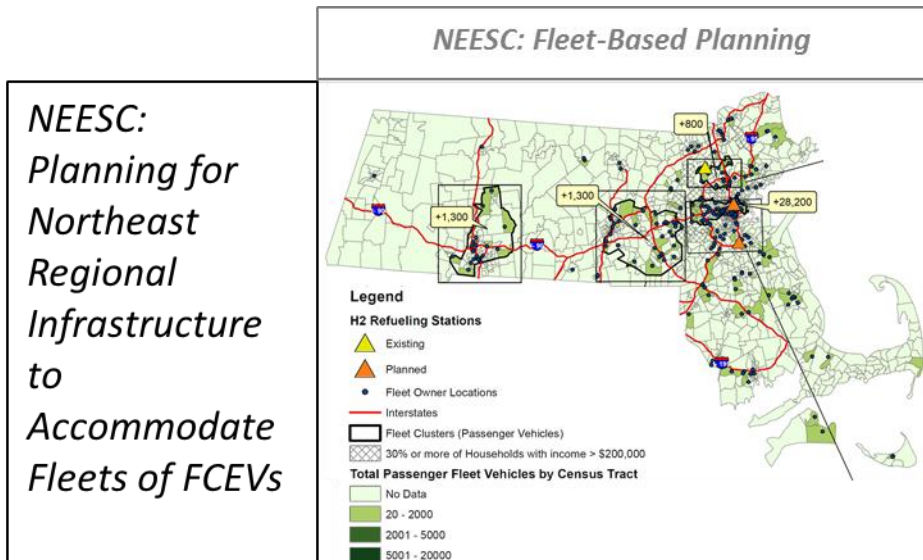 NEESC: Fleet-Based Planning
NEESC:
Planning for
Northeast
Regional
Infrastructure
to
Accommodate
Fleets of FCEVs
+800
+1,300
+1,300
+28,200
Legend
H2 Refueling Stations
Existing
Planned
Fleet Owner Locations
Interstates
Fleet Clusters (Passenger Vehicles)
30% or more of Households with income > $200,000
Total Passenger Fleet Vehicles by Census Tract
No Data
20 - 2000
2001 - 5000
5001 - 20000